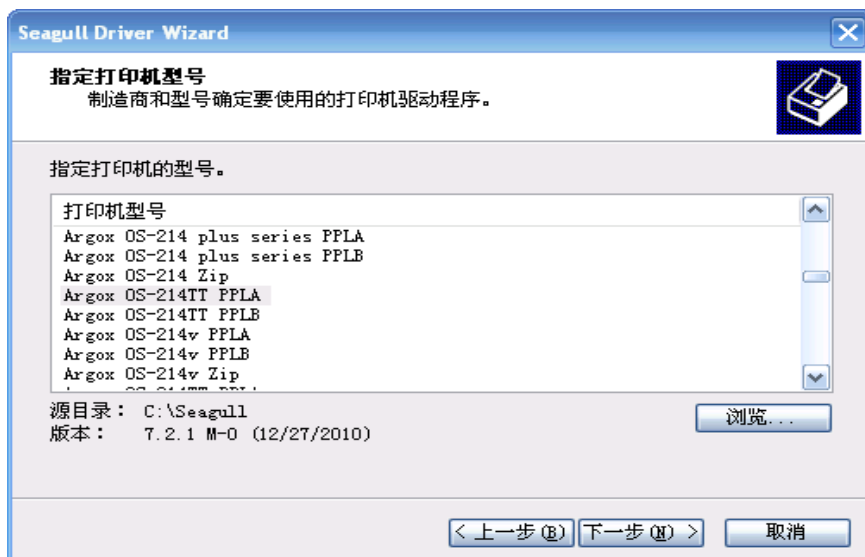 Seagull Driver Wizard
指定打印机型号
制造商和型号确定要使用的打印机驱动程序。
指定打印机的型号。
打印机型号
Argox OS-214 plus series PPLA
Argox OS-214 plus series PPLB
Argox OS-214 Zip
Argox OS-214TT PPLA
Argox OS-214TT PPLB
Argox OS-214v PPLA
Argox OS-214v PPLB
Argox OS-214v Zip
源目录： C:\Seagull
浏览...
版本： 7.2.1 M-0 (12/27/2010)
< 上一步(B) 下一步(N) > 取消